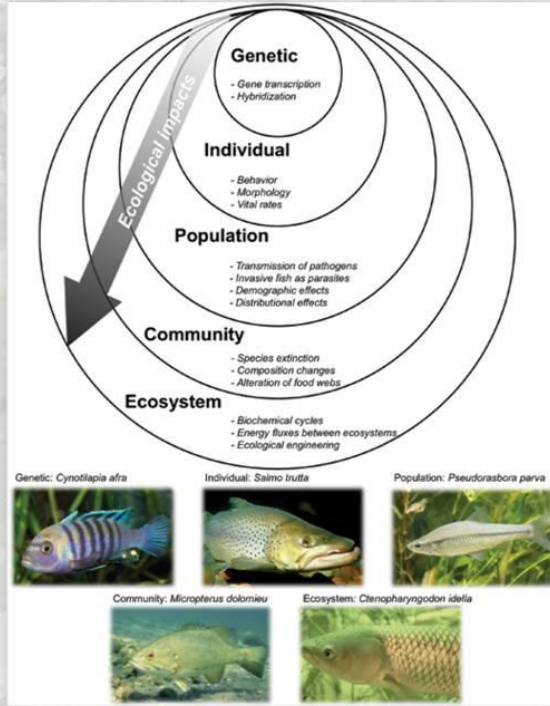 Genetic
- Gene transcription
- Hybridization
Ecological impacts
Individual
- Behavior
- Morphology
- Vital rates
Population
- Transmission of pathogens
- Invasive fish as parasites
- Demographic effects
- Distributional effects
Community
- Species extinction
- Composition changes
- Alteration of food webs
Ecosystem
- Biochemical cycles
- Energy fluxes between ecosystems
- Ecological engineering
Genetic: Cynotilapia afra
Individual: Salmo trutta
Population: Pseudorasbora parva
Community: Micropterus dolomieu
Ecosystem: Ctenopharyngodon idella